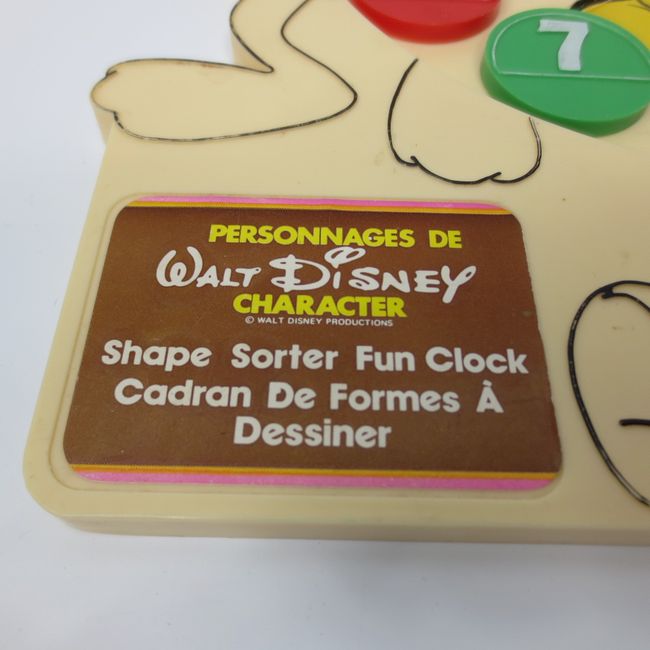 7
PERSONNAGES DE
WALT DISNEY
CHARACTER
© WALT DISNEY PRODUCTIONS
Shape Sorter Fun Clock
Cadran De Formes À
Dessiner